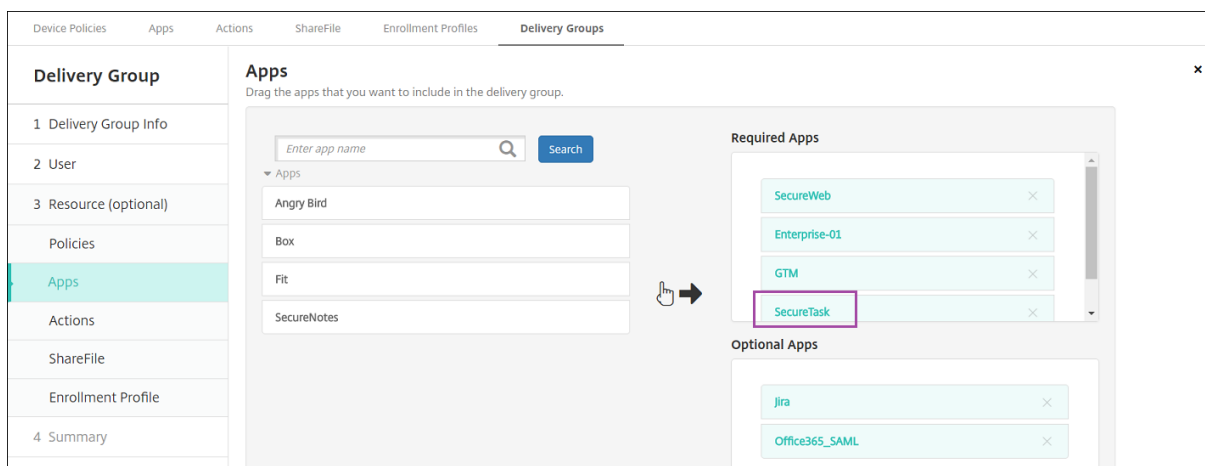 Device Policies Apps Actions ShareFile Enrollment Profiles Delivery Groups
Delivery Group
1 Delivery Group Info
2 User
3 Resource (optional)
Policies
Apps
Actions
ShareFile
Enrollment Profile
4 Summary
Apps
Drag the apps that you want to include in the delivery group.
Enter app name Search
Apps
Angry Bird
Box
Fit
SecureNotes
Required Apps
SecureWeb
Enterprise-01
GTM
SecureTask
Optional Apps
Jira
Office365_SAML